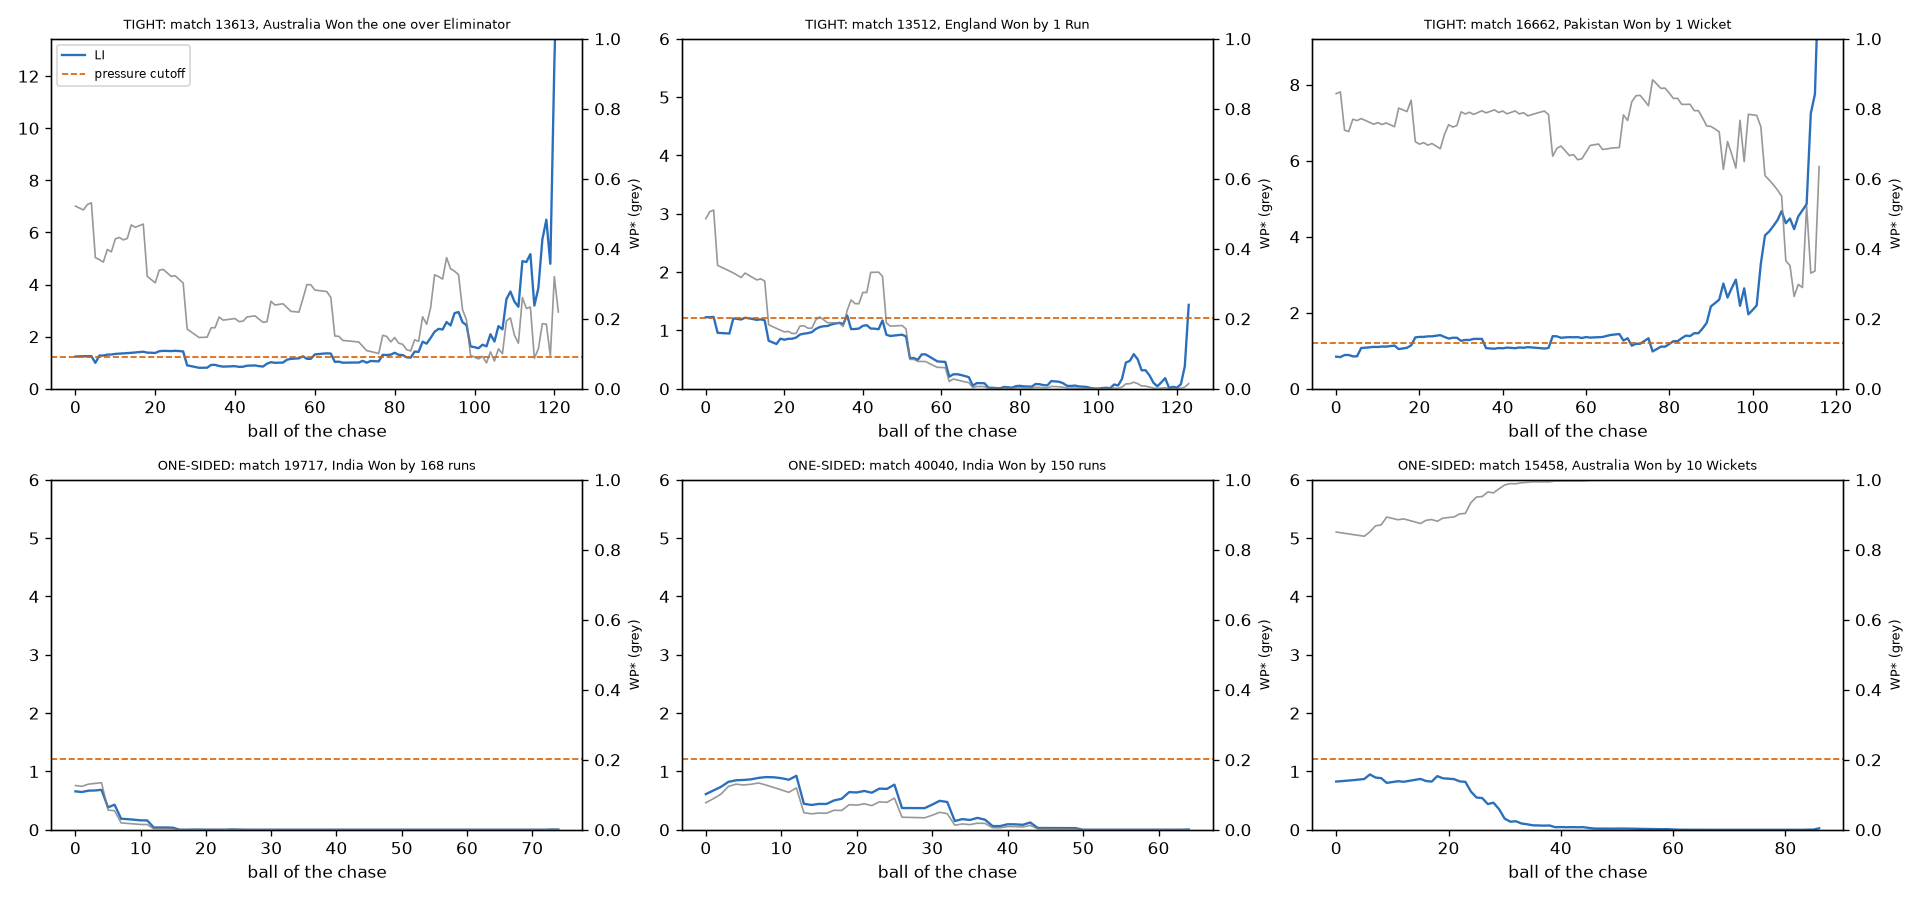 TIGHT: match 13613, Australia Won the one over Eliminator
LI
pressure cutoff
0
2
4
6
8
10
12
0.0
0.2
0.4
0.6
0.8
1.0
WP* (grey)
0 20 40 60 80 100 120
ball of the chase
TIGHT: match 13512, England Won by 1 Run
0
1
2
3
4
5
6
0.0
0.2
0.4
0.6
0.8
1.0
WP* (grey)
0 20 40 60 80 100 120
ball of the chase
TIGHT: match 16662, Pakistan Won by 1 Wicket
0
2
4
6
8
0.0
0.2
0.4
0.6
0.8
1.0
WP* (grey)
0 20 40 60 80 100 120
ball of the chase
ONE-SIDED: match 19717, India Won by 168 runs
0
1
2
3
4
5
6
0.0
0.2
0.4
0.6
0.8
1.0
WP* (grey)
0 10 20 30 40 50 60 70
ball of the chase
ONE-SIDED: match 40040, India Won by 150 runs
0
1
2
3
4
5
6
0.0
0.2
0.4
0.6
0.8
1.0
WP* (grey)
0 10 20 30 40 50 60
ball of the chase
ONE-SIDED: match 15458, Australia Won by 10 Wickets
0
1
2
3
4
5
6
0.0
0.2
0.4
0.6
0.8
1.0
WP* (grey)
0 20 40 60 80
ball of the chase